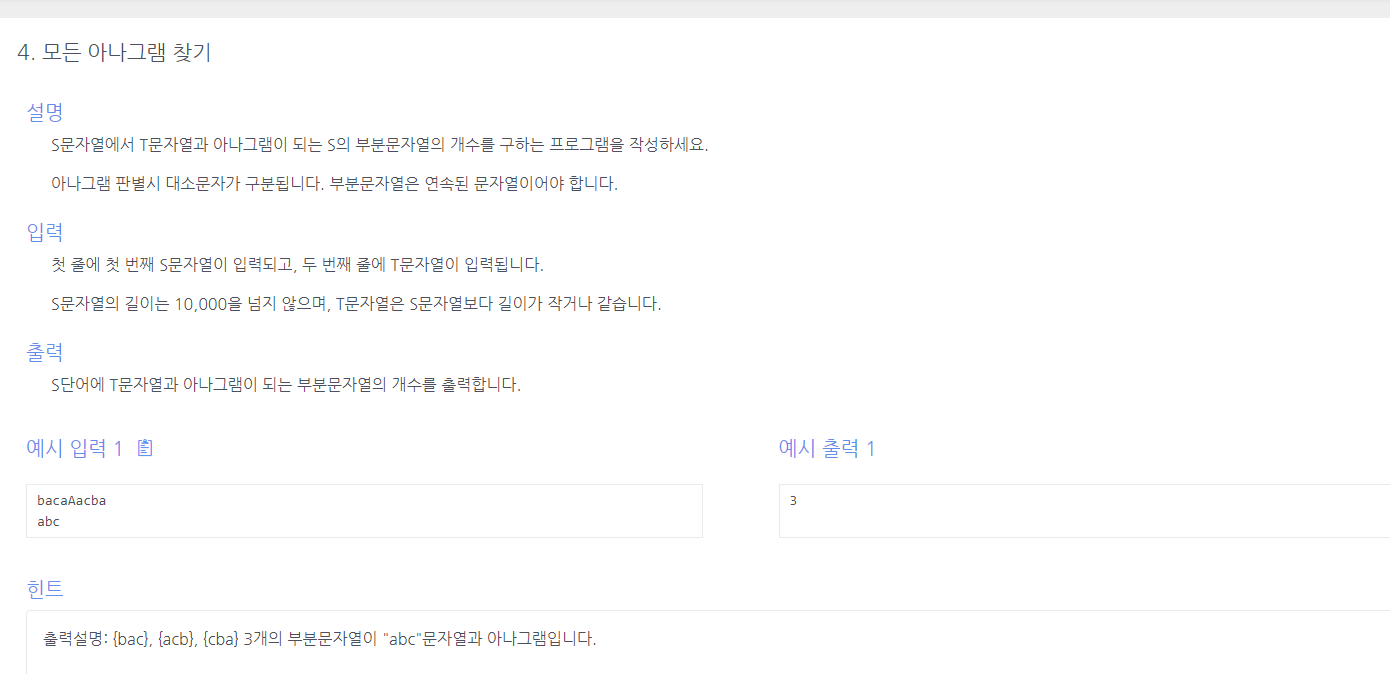 4. 모든 아나그램 찾기
설명
S문자열에서 T문자열과 아나그램이 되는 S의 부분문자열의 개수를 구하는 프로그램을 작성하세요.
아나그램 판별시 대소문자가 구분됩니다. 부분문자열은 연속된 문자열이어야 합니다.
입력
첫 줄에 첫 번째 S문자열이 입력되고, 두 번째 줄에 T문자열이 입력됩니다.
S문자열의 길이는 10,000을 넘지 않으며, T문자열은 S문자열보다 길이가 작거나 같습니다.
출력
S단어에 T문자열과 아나그램이 되는 부분문자열의 개수를 출력합니다.
예시 입력 1
bacaAacba
abc
예시 출력 1
3
힌트
출력설명: {bac}, {acb}, {cba} 3개의 부분문자열이 "abc"문자열과 아나그램입니다.